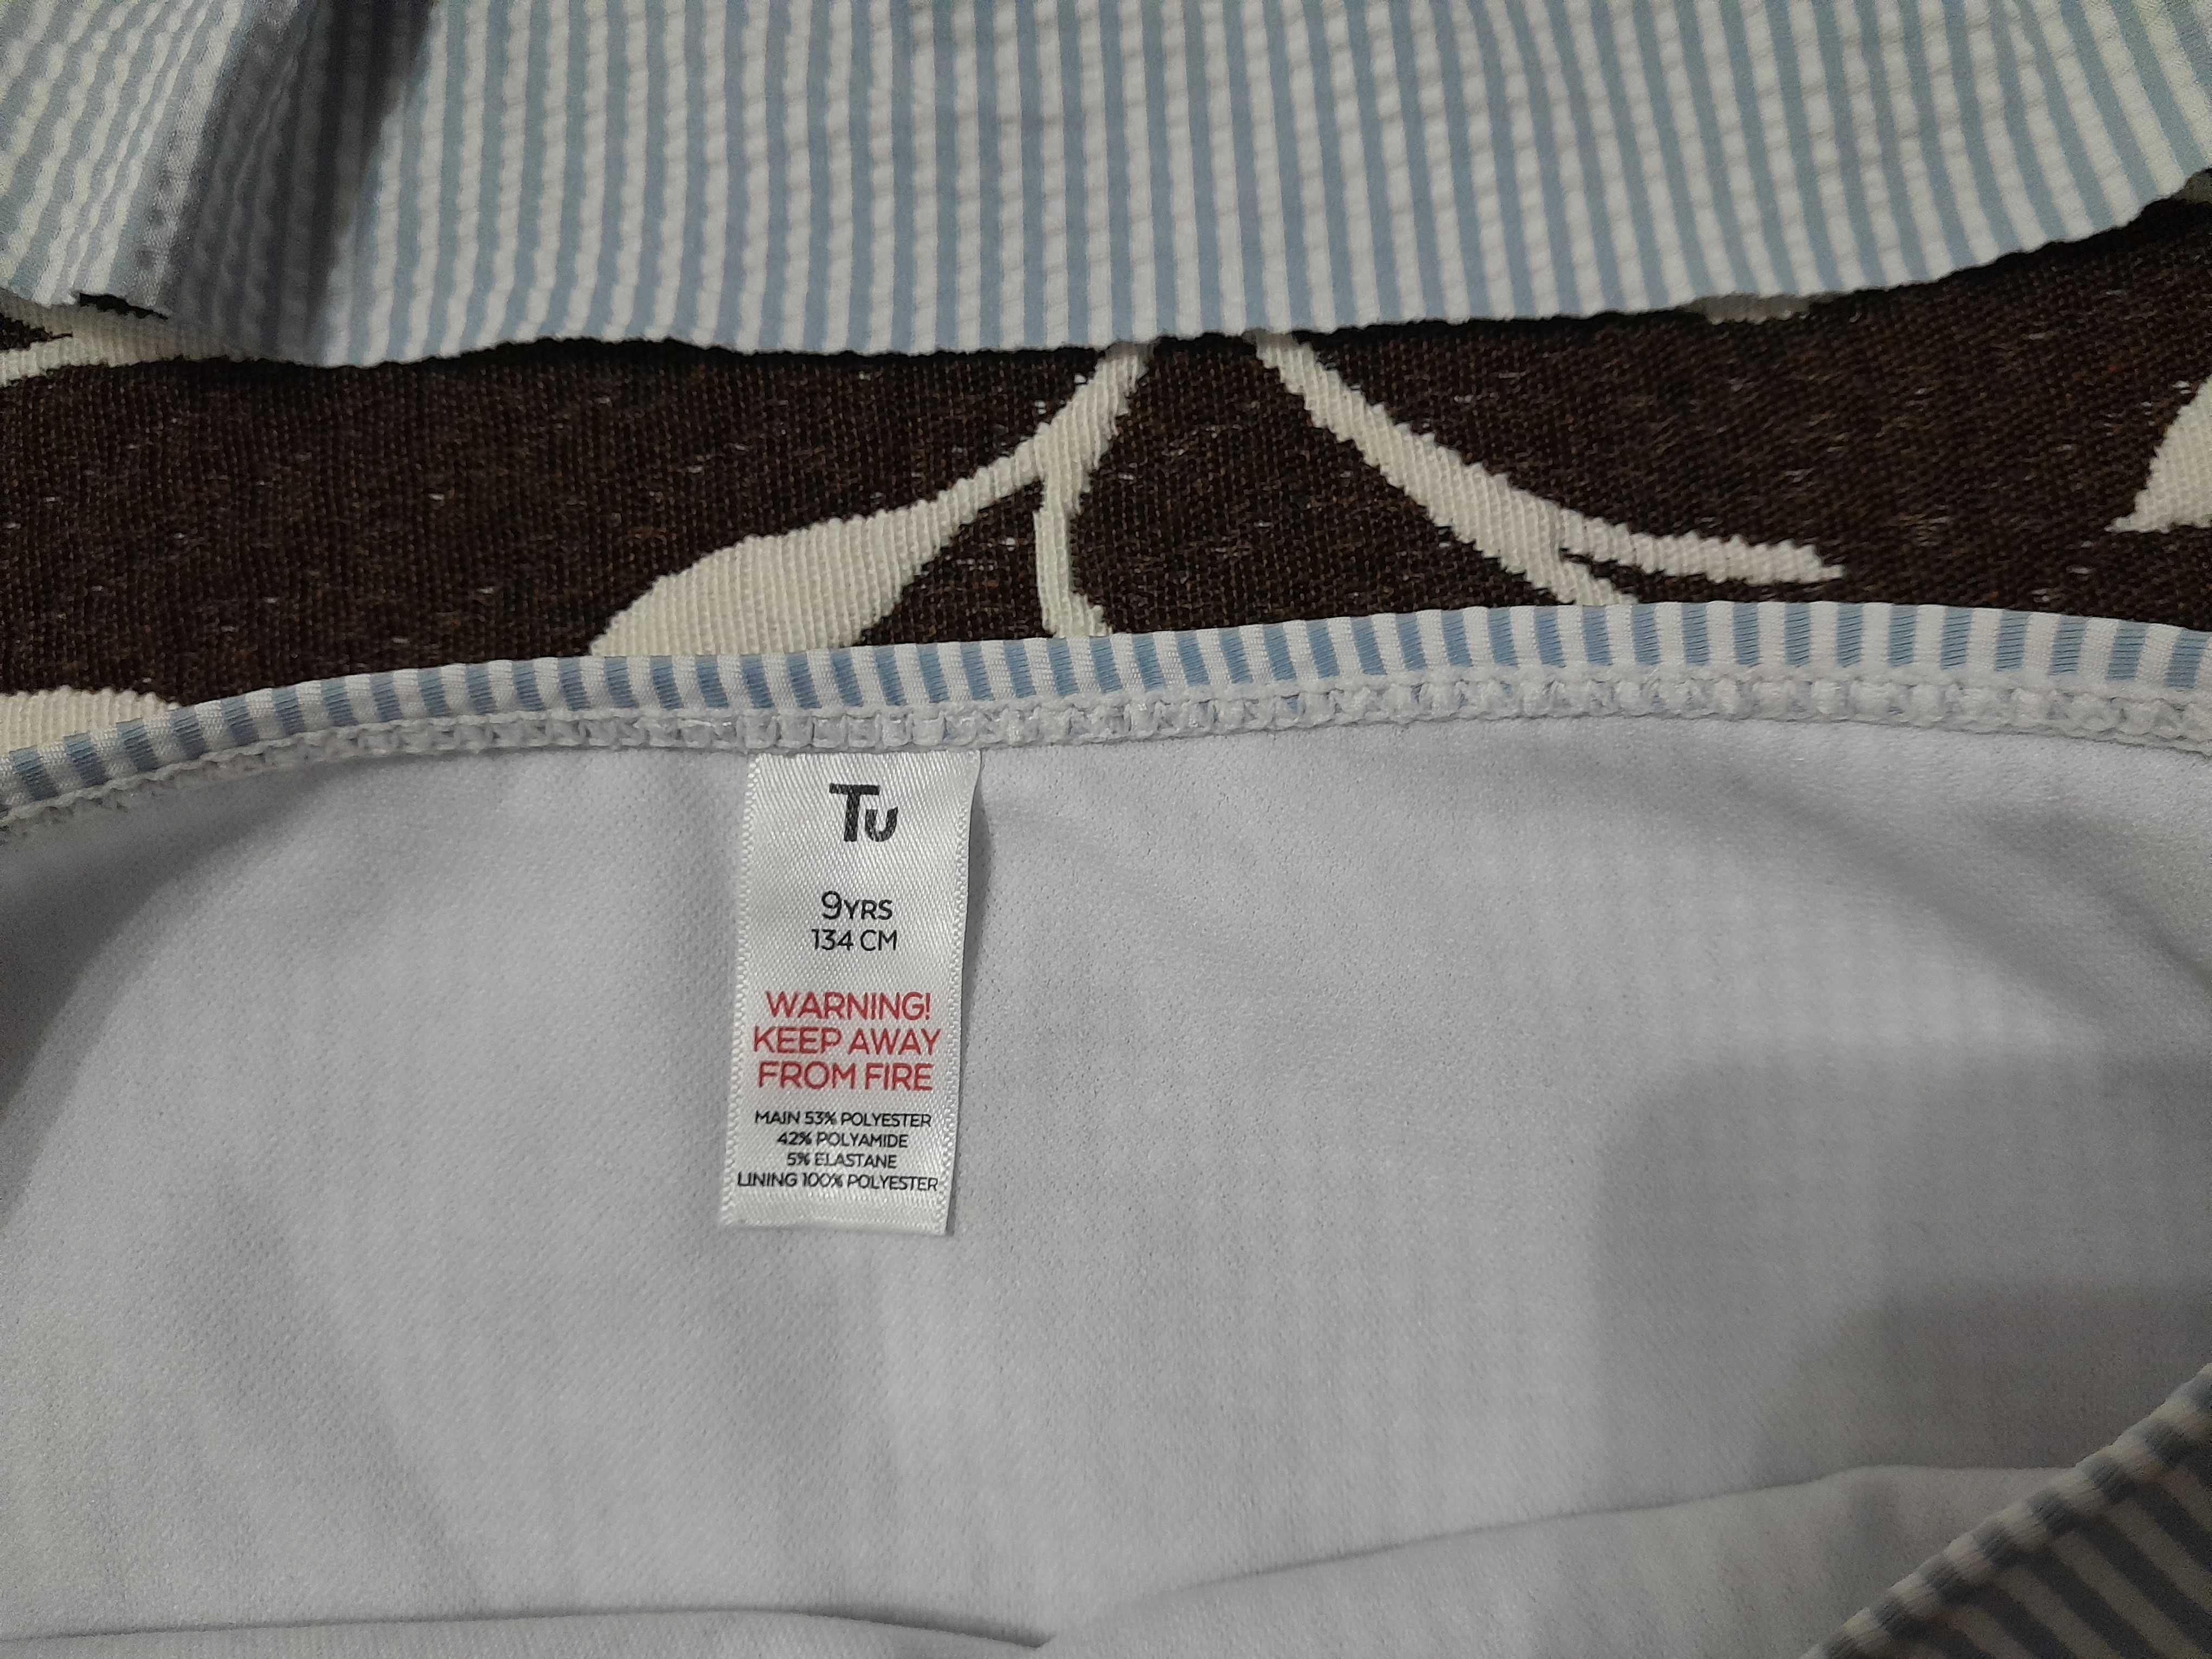 Tu
9YRS
134 CM
WARNING!
KEEP AWAY
FROM FIRE
MAIN 53% POLYESTER
42% POLYAMIDE
5% ELASTANE
LINING 100% POLYESTER